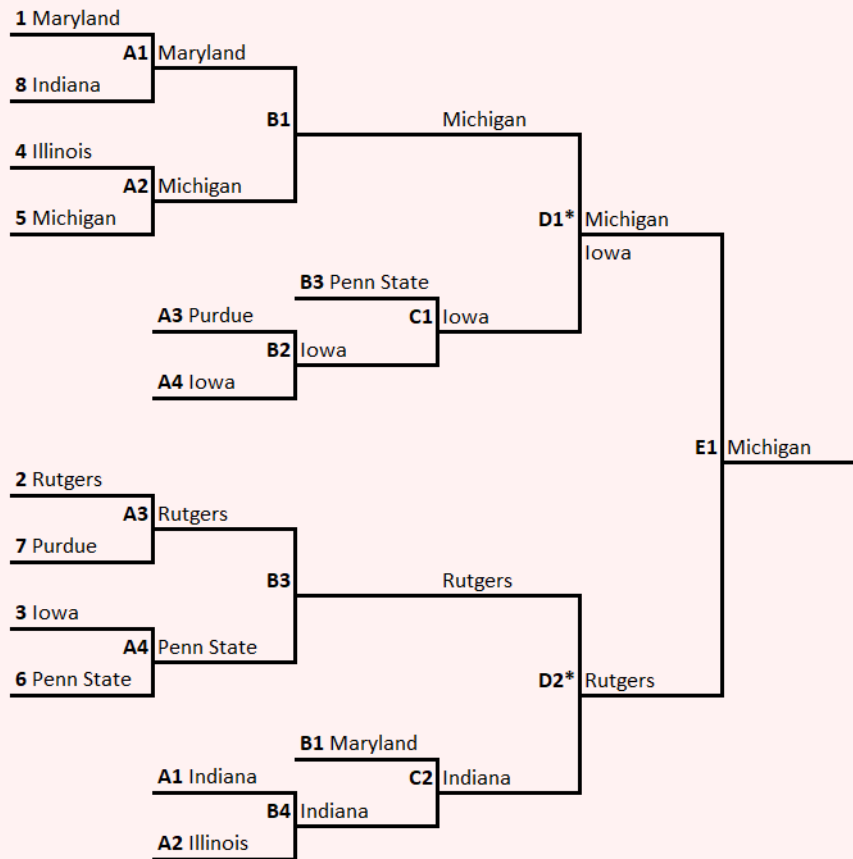 1 Maryland
A1 Maryland
8 Indiana
B1 Michigan
4 Illinois
A2 Michigan
5 Michigan
D1* Michigan
Iowa
B3 Penn State
A3 Purdue
C1 Iowa
B2 Iowa
A4 Iowa
E1 Michigan
2 Rutgers
A3 Rutgers
7 Purdue
B3 Rutgers
3 Iowa
A4 Penn State
6 Penn State
D2* Rutgers
B1 Maryland
A1 Indiana
C2 Indiana
B4 Indiana
A2 Illinois